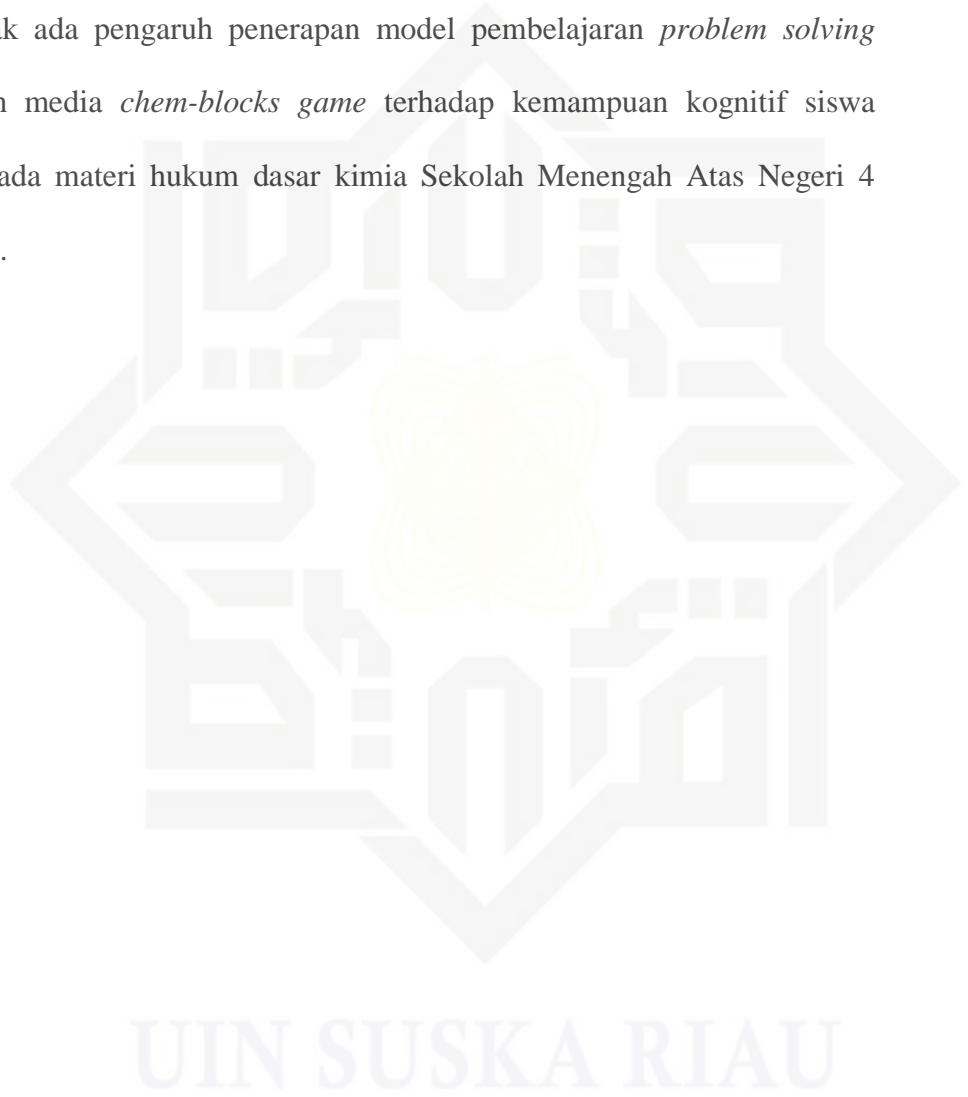 ak ada pengaruh penerapan model pembelajaran problem solving
n media chem-blocks game terhadap kemampuan kognitif siswa
ada materi hukum dasar kimia Sekolah Menengah Atas Negeri 4
.
UIN SUSKA RIAU